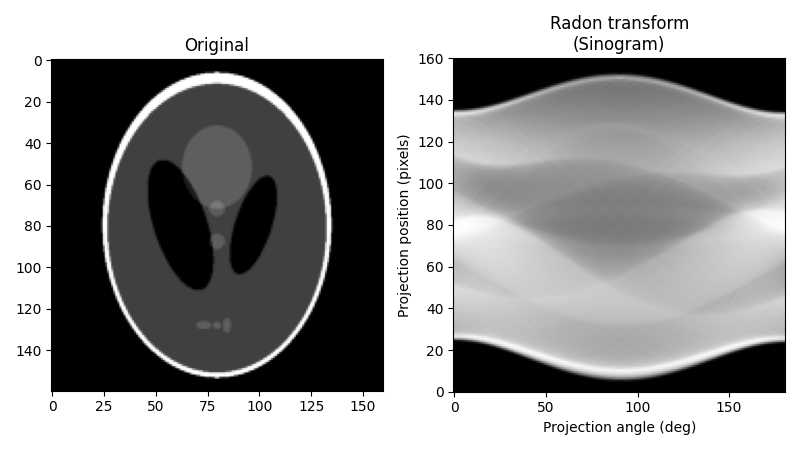 Original
0
20
40
60
80
100
120
140
0 25 50 75 100 125 150
Radon transform
(Sinogram)
Projection position (pixels)
160
140
120
100
80
60
40
20
0
0 50 100 150
Projection angle (deg)